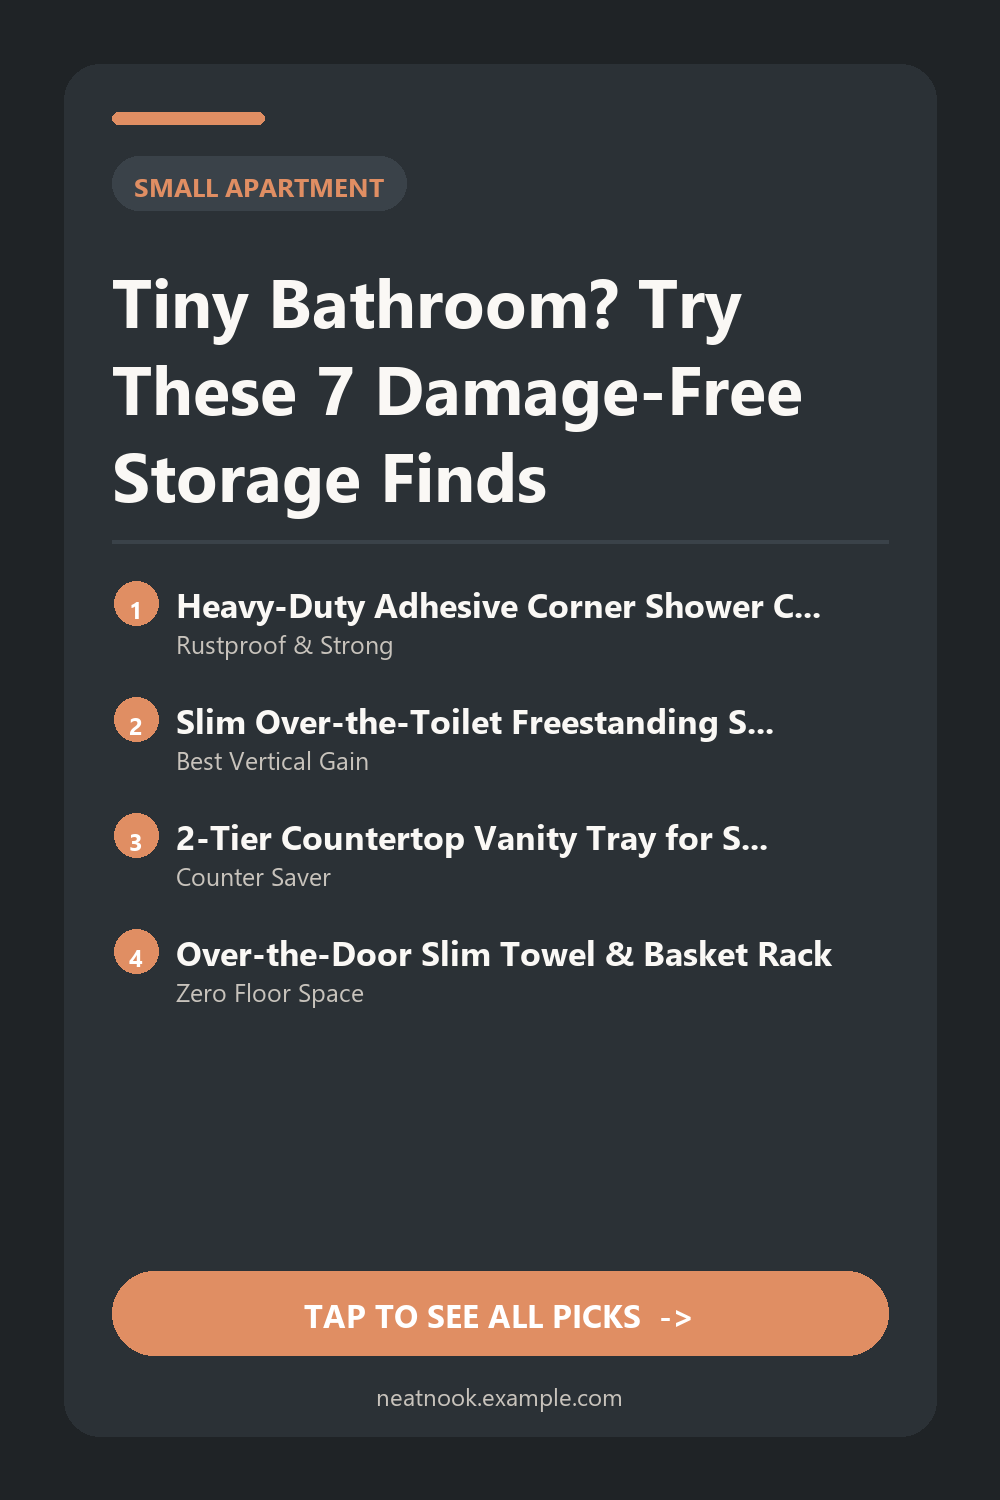 SMALL APARTMENT
Tiny Bathroom? Try
These 7 Damage-Free
Storage Finds
1 Heavy-Duty Adhesive Corner Shower C...
Rustproof & Strong
2 Slim Over-the-Toilet Freestanding S...
Best Vertical Gain
3 2-Tier Countertop Vanity Tray for S...
Counter Saver
4 Over-the-Door Slim Towel & Basket Rack
Zero Floor Space
TAP TO SEE ALL PICKS ->
neatnook.example.com